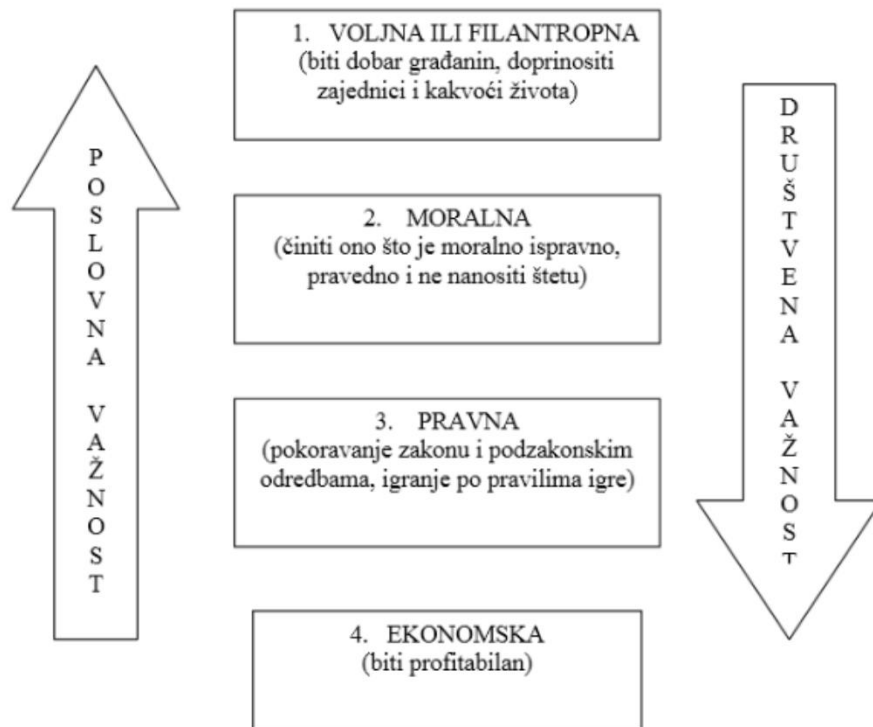 1. VOLJNA ILI FILANTROPNA
(biti dobar građanin, doprinositi
zajednici i kakvoći života)
POSLOVNA VAŽNOST
DRUŠTVENA VAŽNOST
2. MORALNA
(činiti ono što je moralno ispravno,
pravedno i ne nanositi štetu)
3. PRAVNA
(pokoravanje zakonu i podzakonskim
odredbama, igranje po pravilima igre)
4. EKONOMSKA
(biti profitabilan)